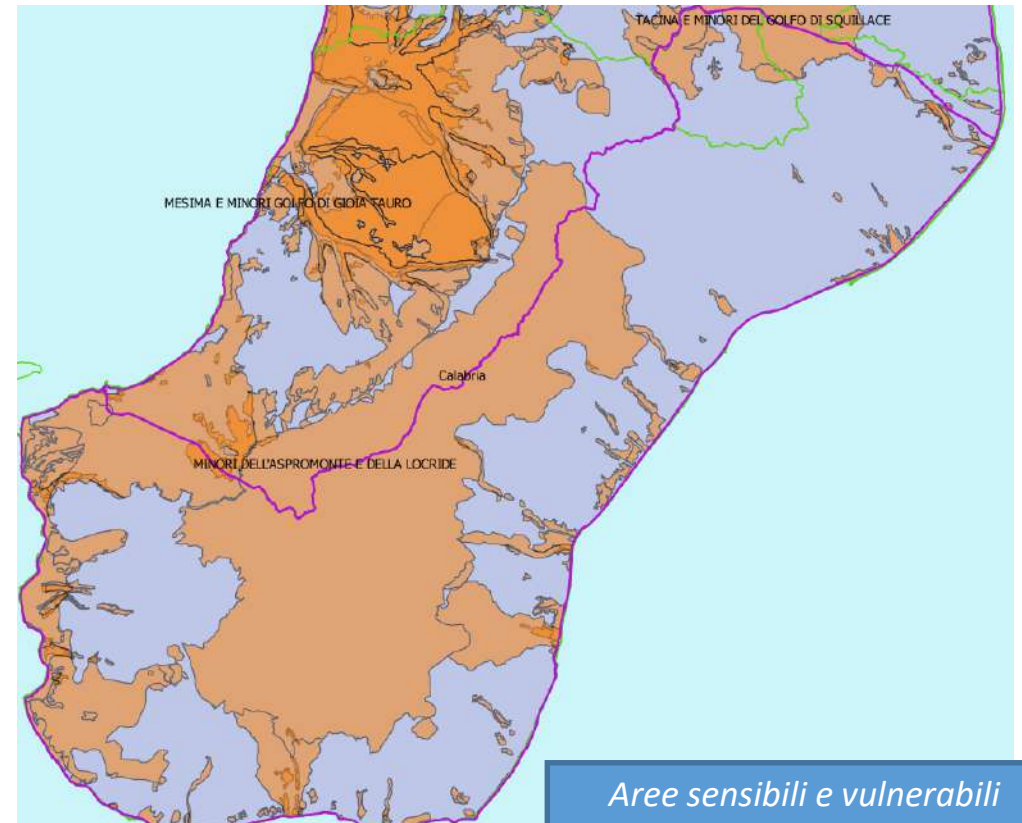 TACINA E MINORI DEL GOLFO DI SQUILLACE
MESIMA E MINORI GOLFO DI GIOIA TAURO
Calabria
MINORI DELL'ASPROMONTE E DELLA LOCRIDE
Aree sensibili e vulnerabili